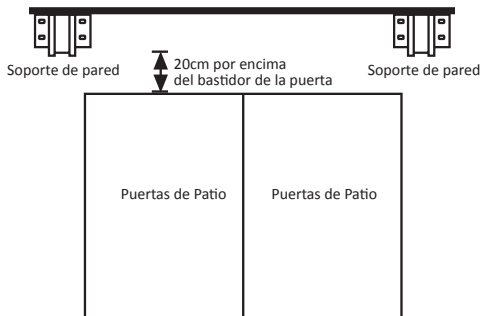 20cm por encima
del bastidor de la puerta
Soporte de pared
Soporte de pared
Puertas de Patio
Puertas de Patio